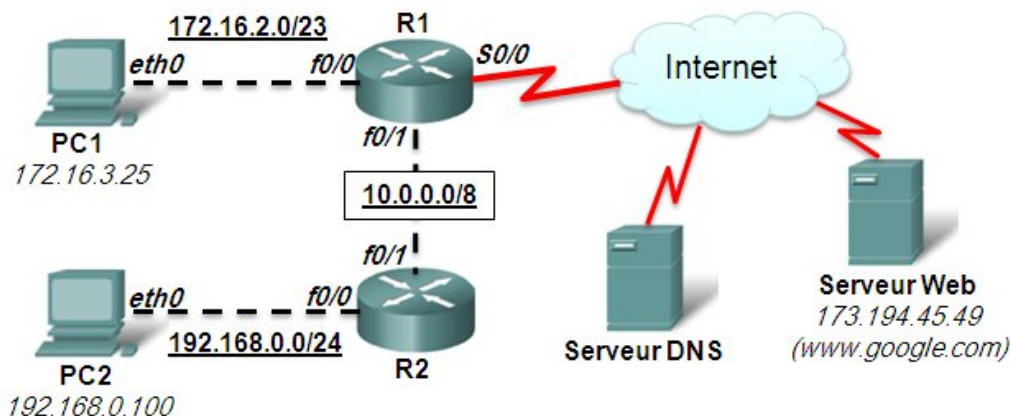 172.16.2.0/23
R1
eth0
f0/0
S0/0
Internet
PC1
172.16.3.25
f0/1
10.0.0.0/8
f0/1
eth0
f0/0
192.168.0.0/24
PC2
192.168.0.100
R2
Serveur DNS
Serveur Web
173.194.45.49
(www.google.com)